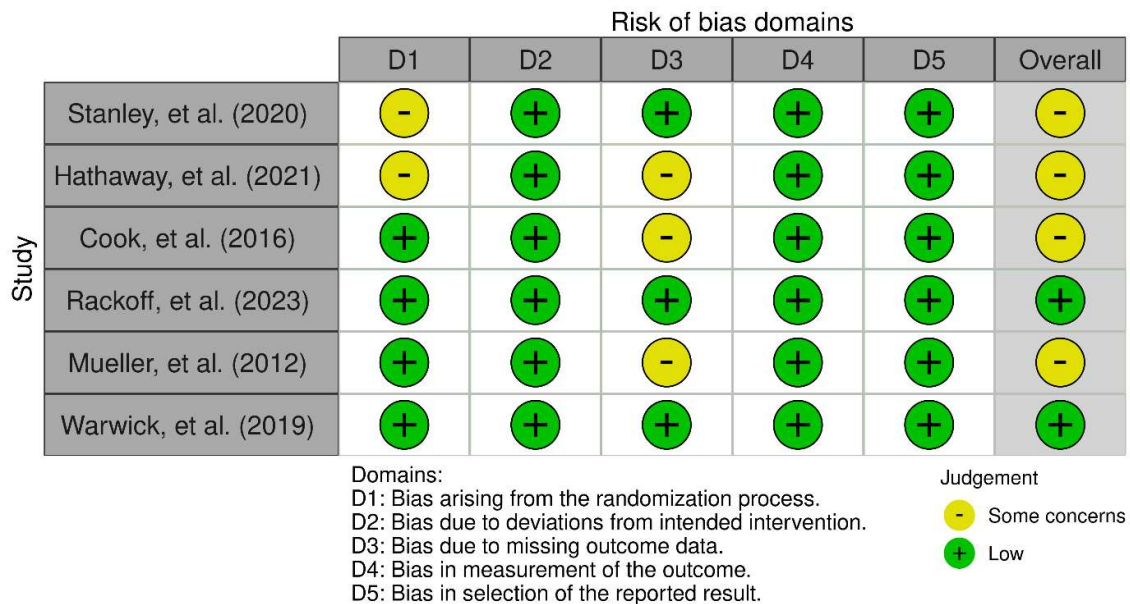 Risk of bias domains
D1 D2 D3 D4 D5 Overall
Study
Stanley, et al. (2020) - + + + + -
Hathaway, et al. (2021) - + - + + -
Cook, et al. (2016) + + - + + -
Rackoff, et al. (2023) + + + + + +
Mueller, et al. (2012) + + - + + -
Warwick, et al. (2019) + + + + + +
Domains:
D1: Bias arising from the randomization process.
D2: Bias due to deviations from intended intervention.
D3: Bias due to missing outcome data.
D4: Bias in measurement of the outcome.
D5: Bias in selection of the reported result.
Judgement
- Some concerns
+ Low